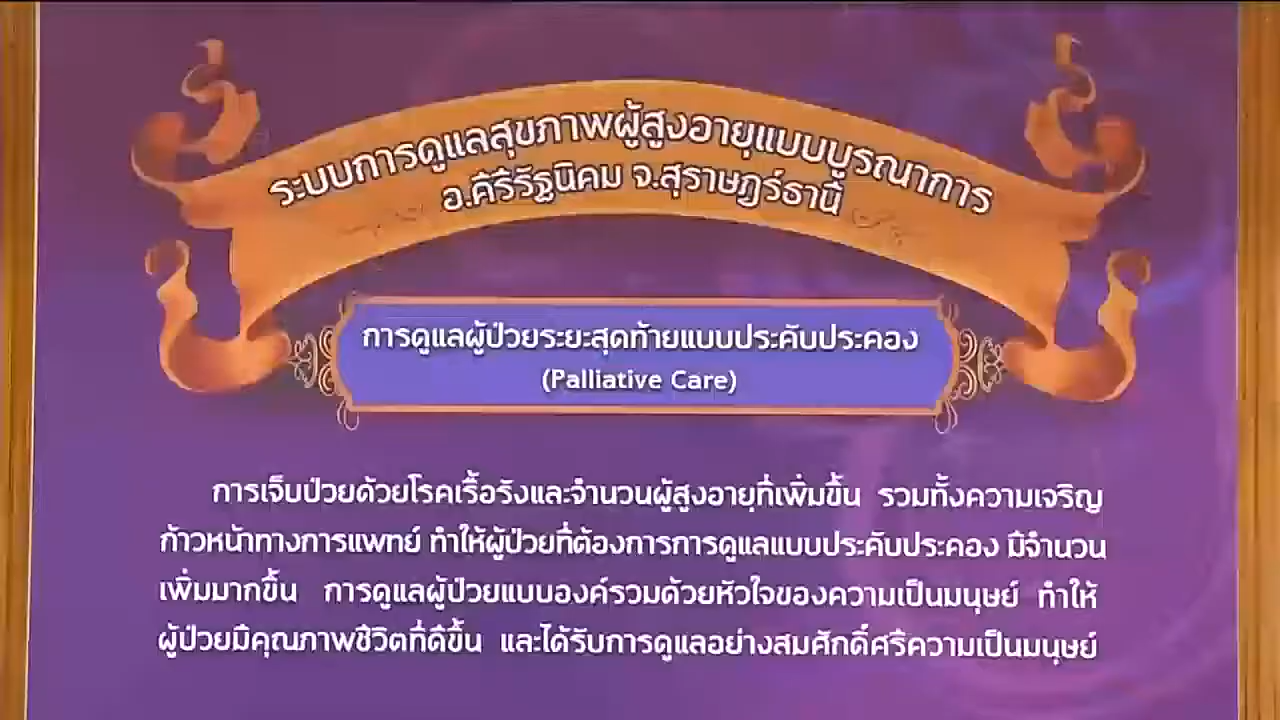 ระบบการดูแลสุขภาพผู้สูงอายุแบบบูรณาการ
อ.คีรีรัฐนิคม จ.สุราษฎร์ธานี
การดูแลผู้ป่วยระยะสุดท้ายแบบประคับประคอง
(Palliative Care)
การเจ็บป่วยด้วยโรคเรื้อรังและจำนวนผู้สูงอายุที่เพิ่มขึ้น รวมทั้งความเจริญ
ก้าวหน้าทางการแพทย์ ทำให้ผู้ป่วยที่ต้องการการดูแลแบบประคับประคอง มีจำนวน
เพิ่มมากขึ้น การดูแลผู้ป่วยแบบองค์รวมด้วยหัวใจของความเป็นมนุษย์ ทำให้
ผู้ป่วยมีคุณภาพชีวิตที่ดีขึ้น และได้รับการดูแลอย่างสมศักดิ์ศรีความเป็นมนุษย์